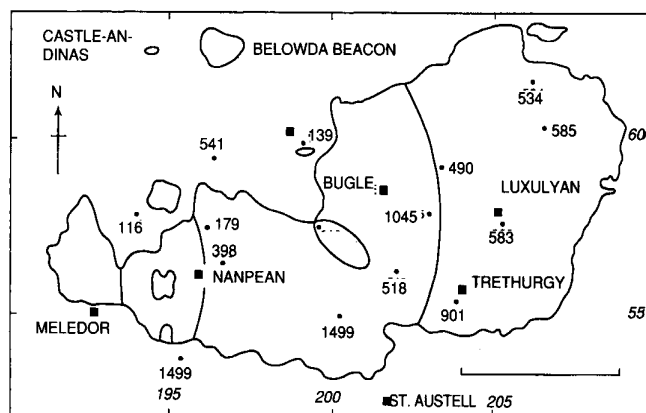 CASTLE-AN-
DINAS
BELOWDA BEACON
N
534
60
139
541
585
BUGLE
490
LUXULYAN
116
179
1045
583
398
NANPEAN
518
TRETHURGY
MELEDOR
1499
901
55
1499
195
200
ST. AUSTELL
205